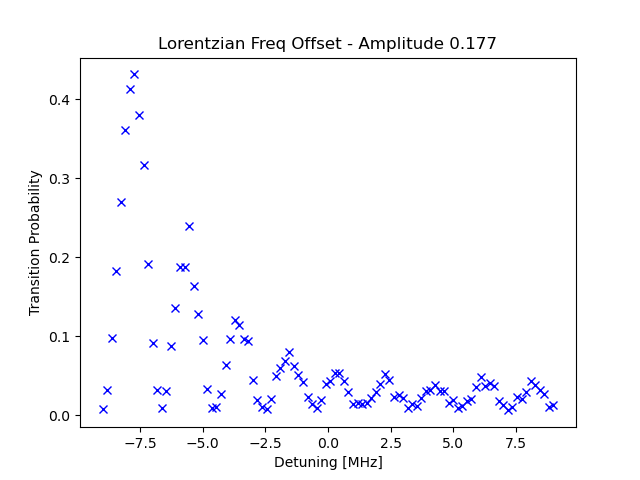 Lorentzian Freq Offset - Amplitude 0.177
Transition Probability
0.4
0.3
0.2
0.1
0.0
−7.5 −5.0 −2.5 0.0 2.5 5.0 7.5
Detuning [MHz]